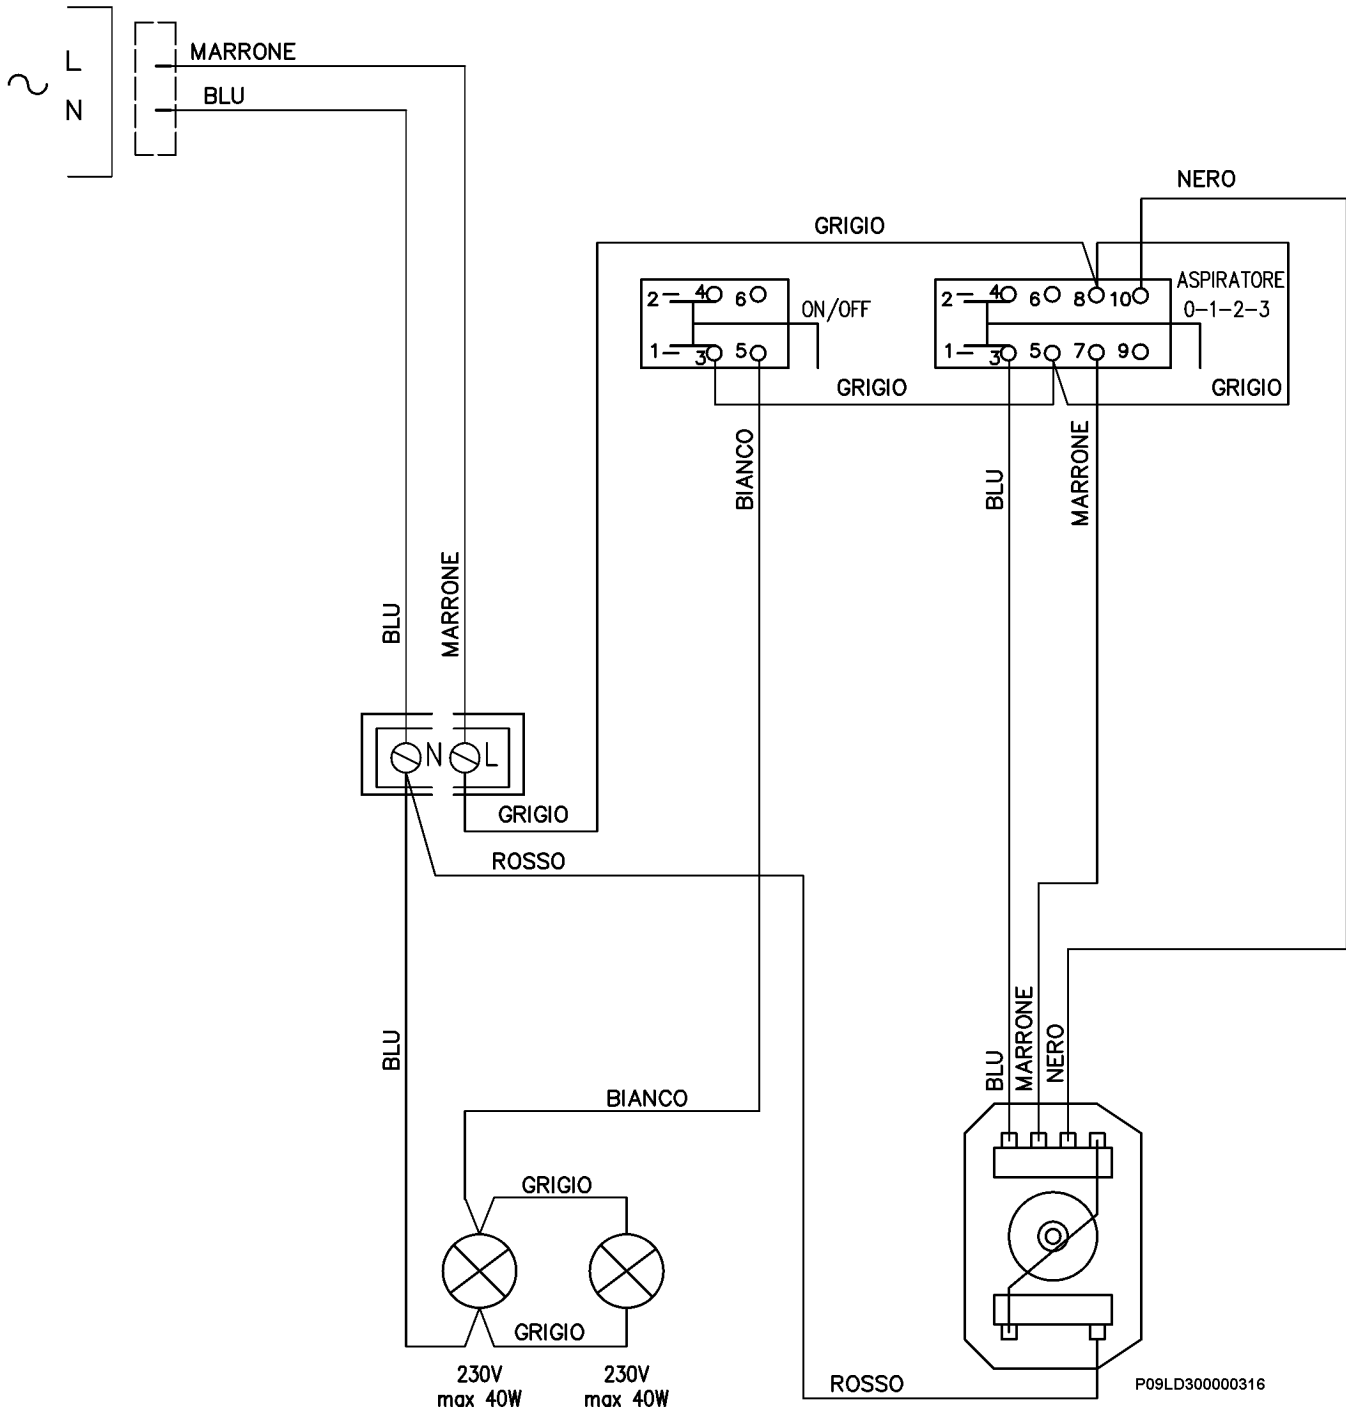 L
MARRONE
N
BLU
NERO
GRIGIO
2 4 6
ON/OFF
1 3 5
2 4 6 8 10
ASPIRATORE
0-1-2-3
1 3 5 7 9
GRIGIO
GRIGIO
BIANCO
BLU
MARRONE
BLU
MARRONE
N L
GRIGIO
ROSSO
BLU
BLU
MARRONE
NERO
BIANCO
GRIGIO
GRIGIO
230V
max 40W
230V
max 40W
ROSSO
P09LD300000316